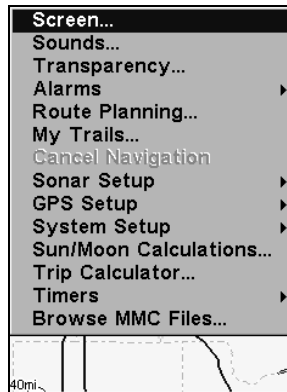 Screen...
Sounds...
Transparency...
Alarms
Route Planning...
My Trails...
Cancel Navigation
Sonar Setup
GPS Setup
System Setup
Sun/Moon Calculations...
Trip Calculator...
Timers
Browse MMC Files...
40mi